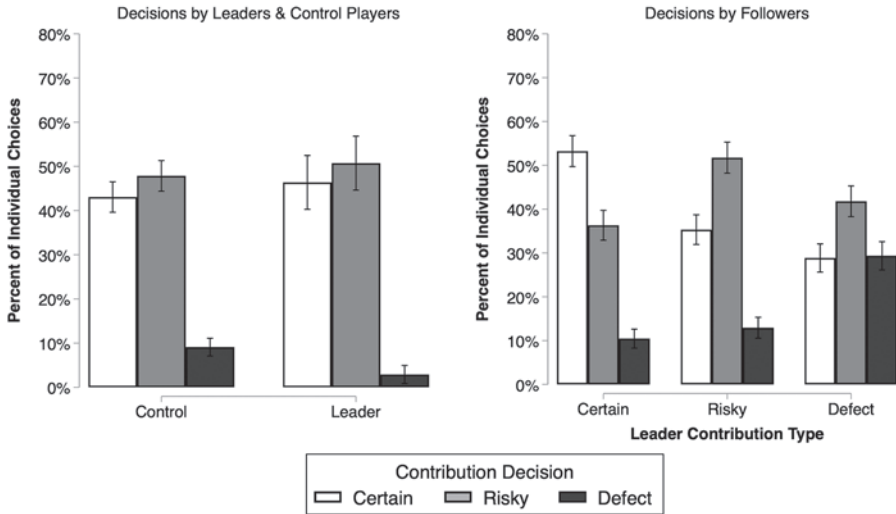 Decisions by Leaders & Control Players
Percent of Individual Choices
80%
70%
60%
50%
40%
30%
20%
10%
0%
Control Leader
Decisions by Followers
Percent of Individual Choices
80%
70%
60%
50%
40%
30%
20%
10%
0%
Certain Risky Defect
Leader Contribution Type
Contribution Decision
Certain Risky Defect